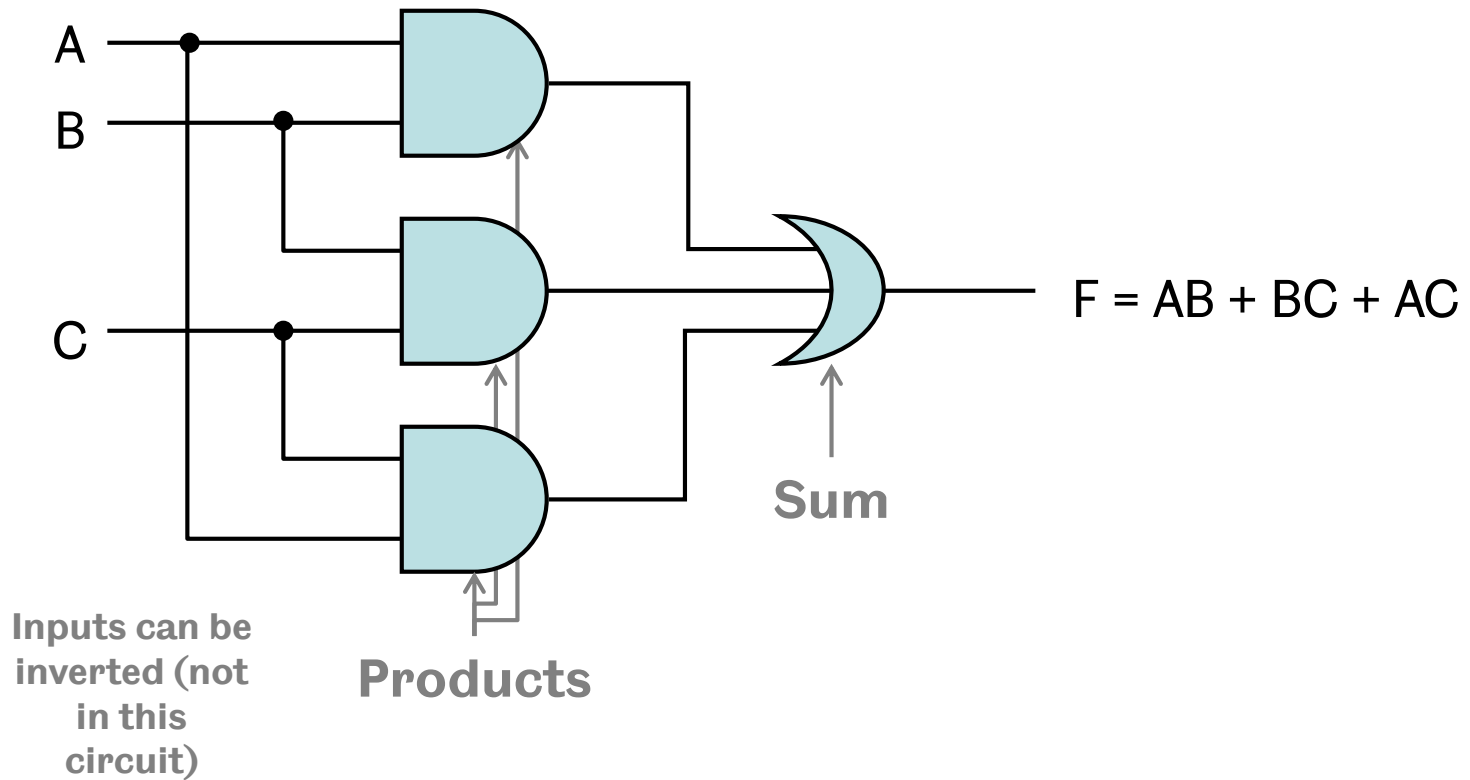 A
B
C
F = AB + BC + AC
Sum
Products
Inputs can be
inverted (not
in this
circuit)